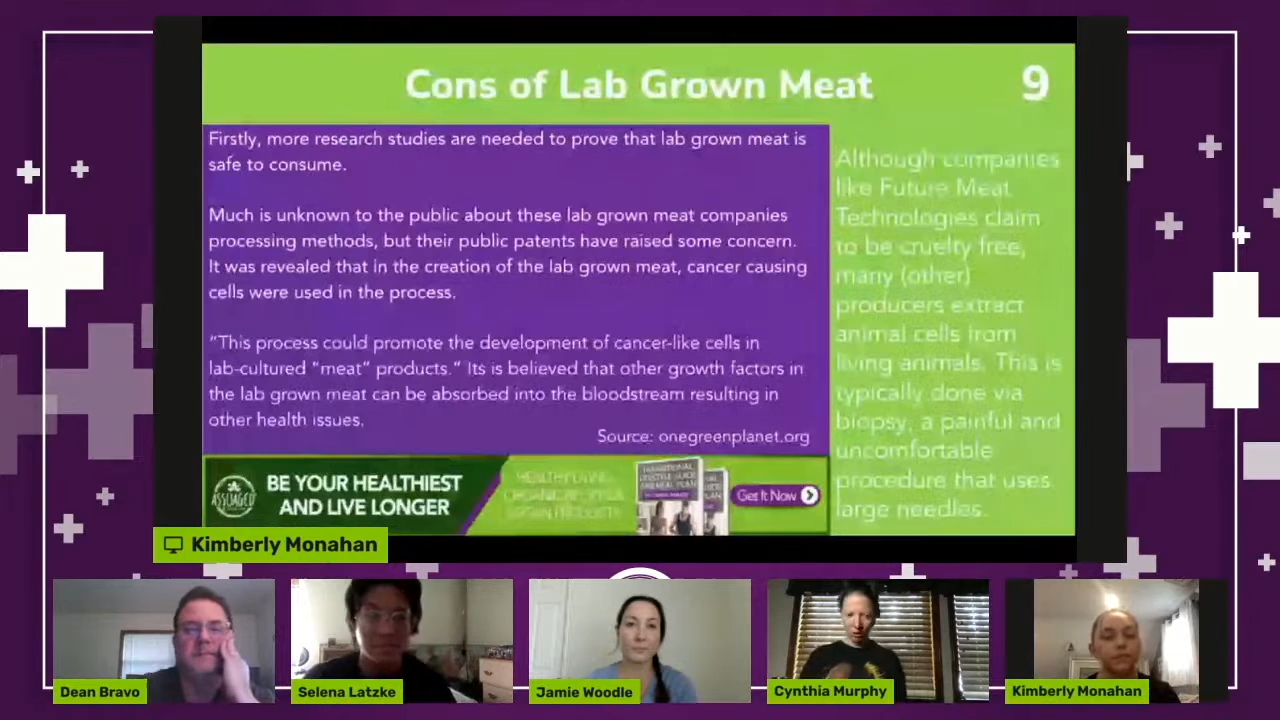 Cons of Lab Grown Meat
9
Firstly, more research studies are needed to prove that lab grown meat is
safe to consume.
Much is unknown to the public about these lab grown meat companies
processing methods, but their public patents have raised some concern.
It was revealed that in the creation of the lab grown meat, cancer causing
cells were used in the process.
“This process could promote the development of cancer-like cells in
lab-cultured “meat” products.” Its is believed that other growth factors in
the lab grown meat can be absorbed into the bloodstream resulting in
other health issues.
Source: onegreenplanet.org
Although companies
like Future Meat
Technologies claim
to be cruelty free,
many (other)
producers extract
animal cells from
living animals. This is
typically done via
biopsy, a painful and
uncomfortable
procedure that uses
large needles.
ASSUAGED
BE YOUR HEALTHIEST
AND LIVE LONGER
Get It Now
Kimberly Monahan
Dean Bravo
Selena Latzke
Jamie Woodle
Cynthia Murphy
Kimberly Monahan